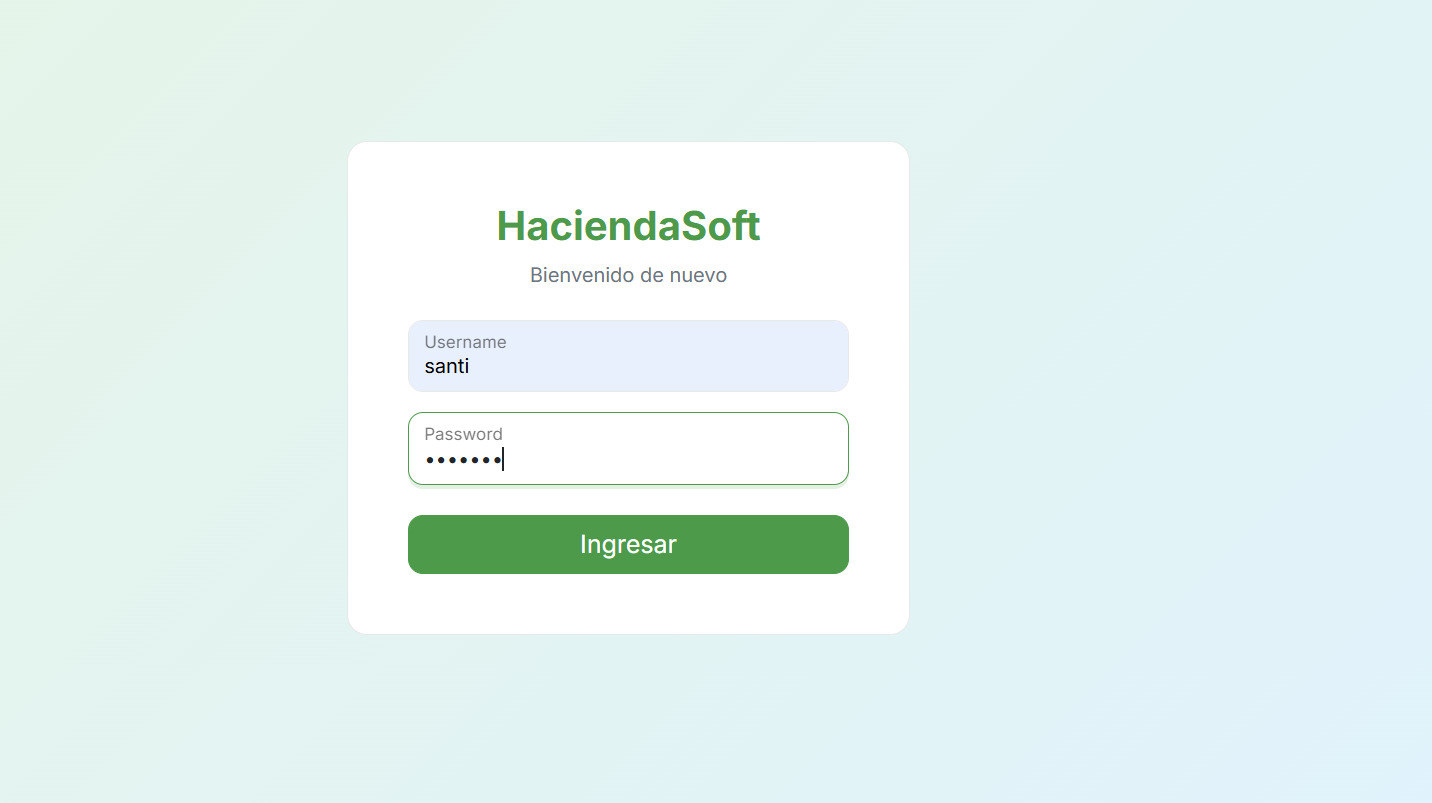 HaciendaSoft
Bienvenido de nuevo
Username
santi
Password
•••••••
Ingresar